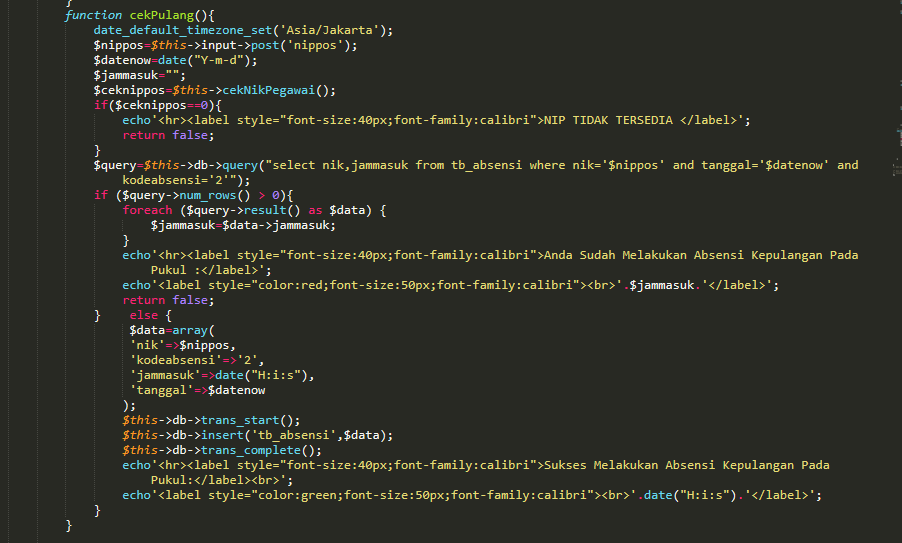 }
function cekPulang(){
date_default_timezone_set('Asia/Jakarta');
$nippos=$this->input->post('nippos');
$datenow=date("Y-m-d");
$jammasuk="";
$ceknippos=$this->cekNikPegawai();
if($ceknippos==0){
echo'<hr><label style="font-size:40px;font-family:calibri">NIP TIDAK TERSEDIA </label>';
return false;
}
$query=$this->db->query("select nik,jammasuk from tb_absensi where nik='$nippos' and tanggal='$datenow' and
kodeabsensi='2'");
if ($query->num_rows() > 0){
foreach ($query->result() as $data) {
$jammasuk=$data->jammasuk;
}
echo'<hr><label style="font-size:40px;font-family:calibri">Anda Sudah Melakukan Absensi Kepulangan Pada
Pukul :</label>';
echo'<label style="color:red;font-size:50px;font-family:calibri"><br>'.$jammasuk.'</label>';
return false;
} else {
$data=array(
'nik'=>$nippos,
'kodeabsensi'=>'2',
'jammasuk'=>date("H:i:s"),
'tanggal'=>$datenow
);
$this->db->trans_start();
$this->db->insert('tb_absensi',$data);
$this->db->trans_complete();
echo'<hr><label style="font-size:40px;font-family:calibri">Sukses Melakukan Absensi Kepulangan Pada
Pukul:</label><br>';
echo'<label style="color:green;font-size:50px;font-family:calibri"><br>'.date("H:i:s").'</label>';
}
}